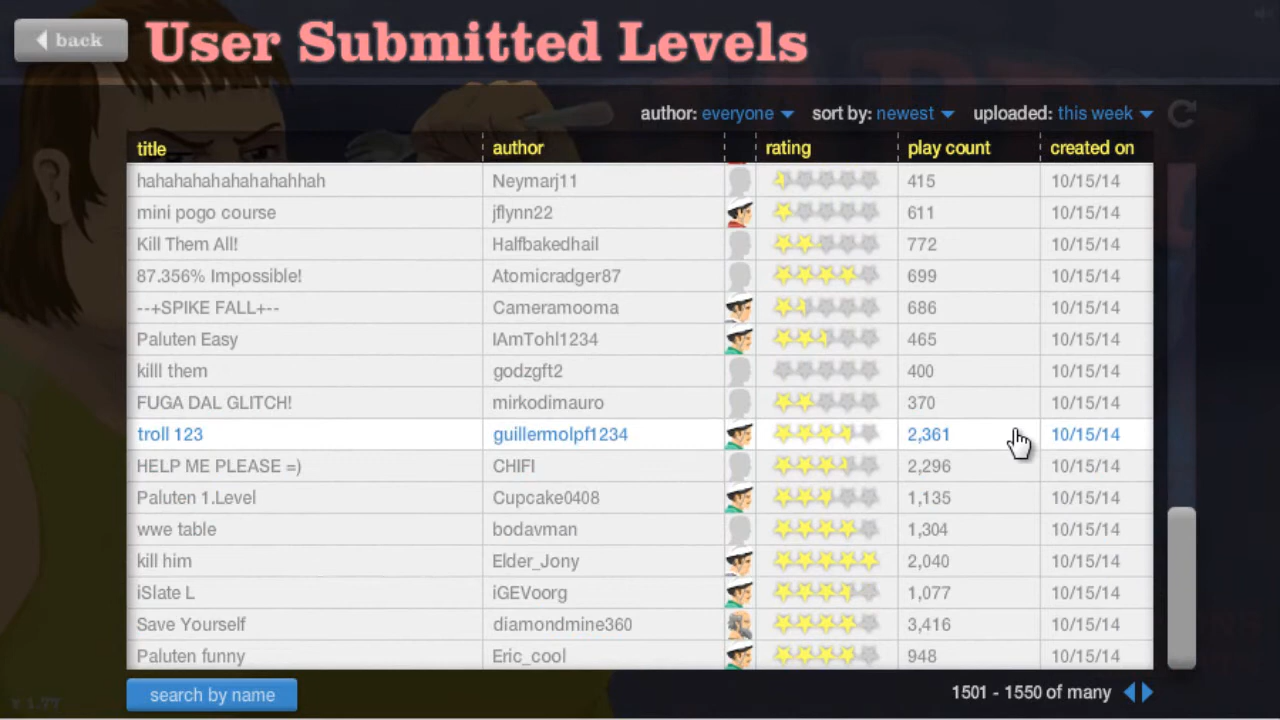 back
User Submitted Levels
author: everyone sort by: newest uploaded: this week
title author rating play count created on
hahahahahahahahahhah Neymarj11 415 10/15/14
mini pogo course jflynn22 611 10/15/14
Kill Them All! Halfbakedhail 772 10/15/14
87.356% Impossible! Atomicradger87 699 10/15/14
--+SPIKE FALL+-- Cameramooma 686 10/15/14
Paluten Easy IAmTohl1234 465 10/15/14
killl them godzgft2 400 10/15/14
FUGA DAL GLITCH! mirkodimauro 370 10/15/14
troll 123 guillermolpf1234 2,361 10/15/14
HELP ME PLEASE =) CHIFI 2,296 10/15/14
Paluten 1.Level Cupcake0408 1,135 10/15/14
wwe table bodavman 1,304 10/15/14
kill him Elder_Jony 2,040 10/15/14
iSlate L iGEVoorg 1,077 10/15/14
Save Yourself diamondmine360 3,416 10/15/14
Paluten funny Eric_cool 948 10/15/14
search by name 1501 - 1550 of many
v 1.77